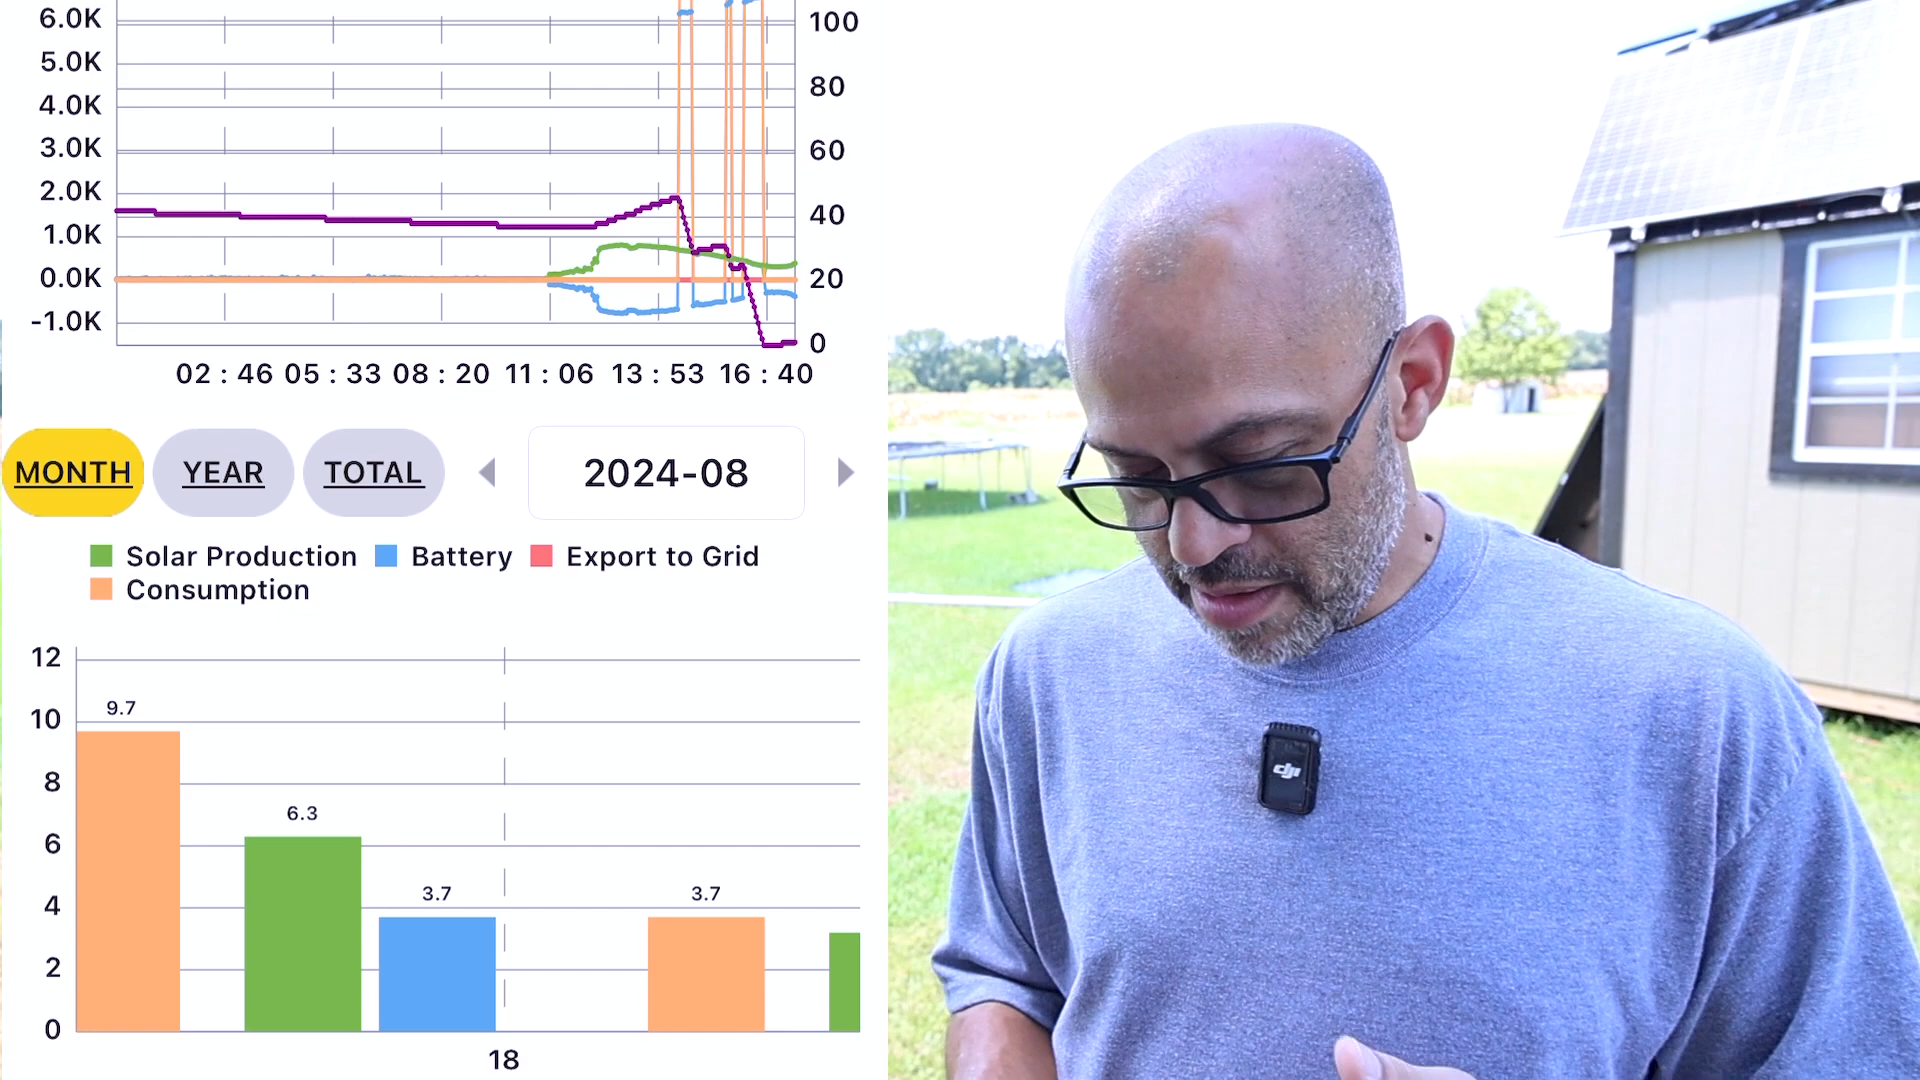 6.0K
100
5.0K
80
4.0K
3.0K
60
2.0K
40
1.0K
0.0K
20
-1.0K
0
02 : 46 05 : 33 08 : 20 11 : 06 13 : 53 16 : 40
MONTH YEAR TOTAL 2024-08
Solar Production Battery Export to Grid
Consumption
12
10
9.7
8
6.3
6
4
3.7
3.7
2
0
18
dji